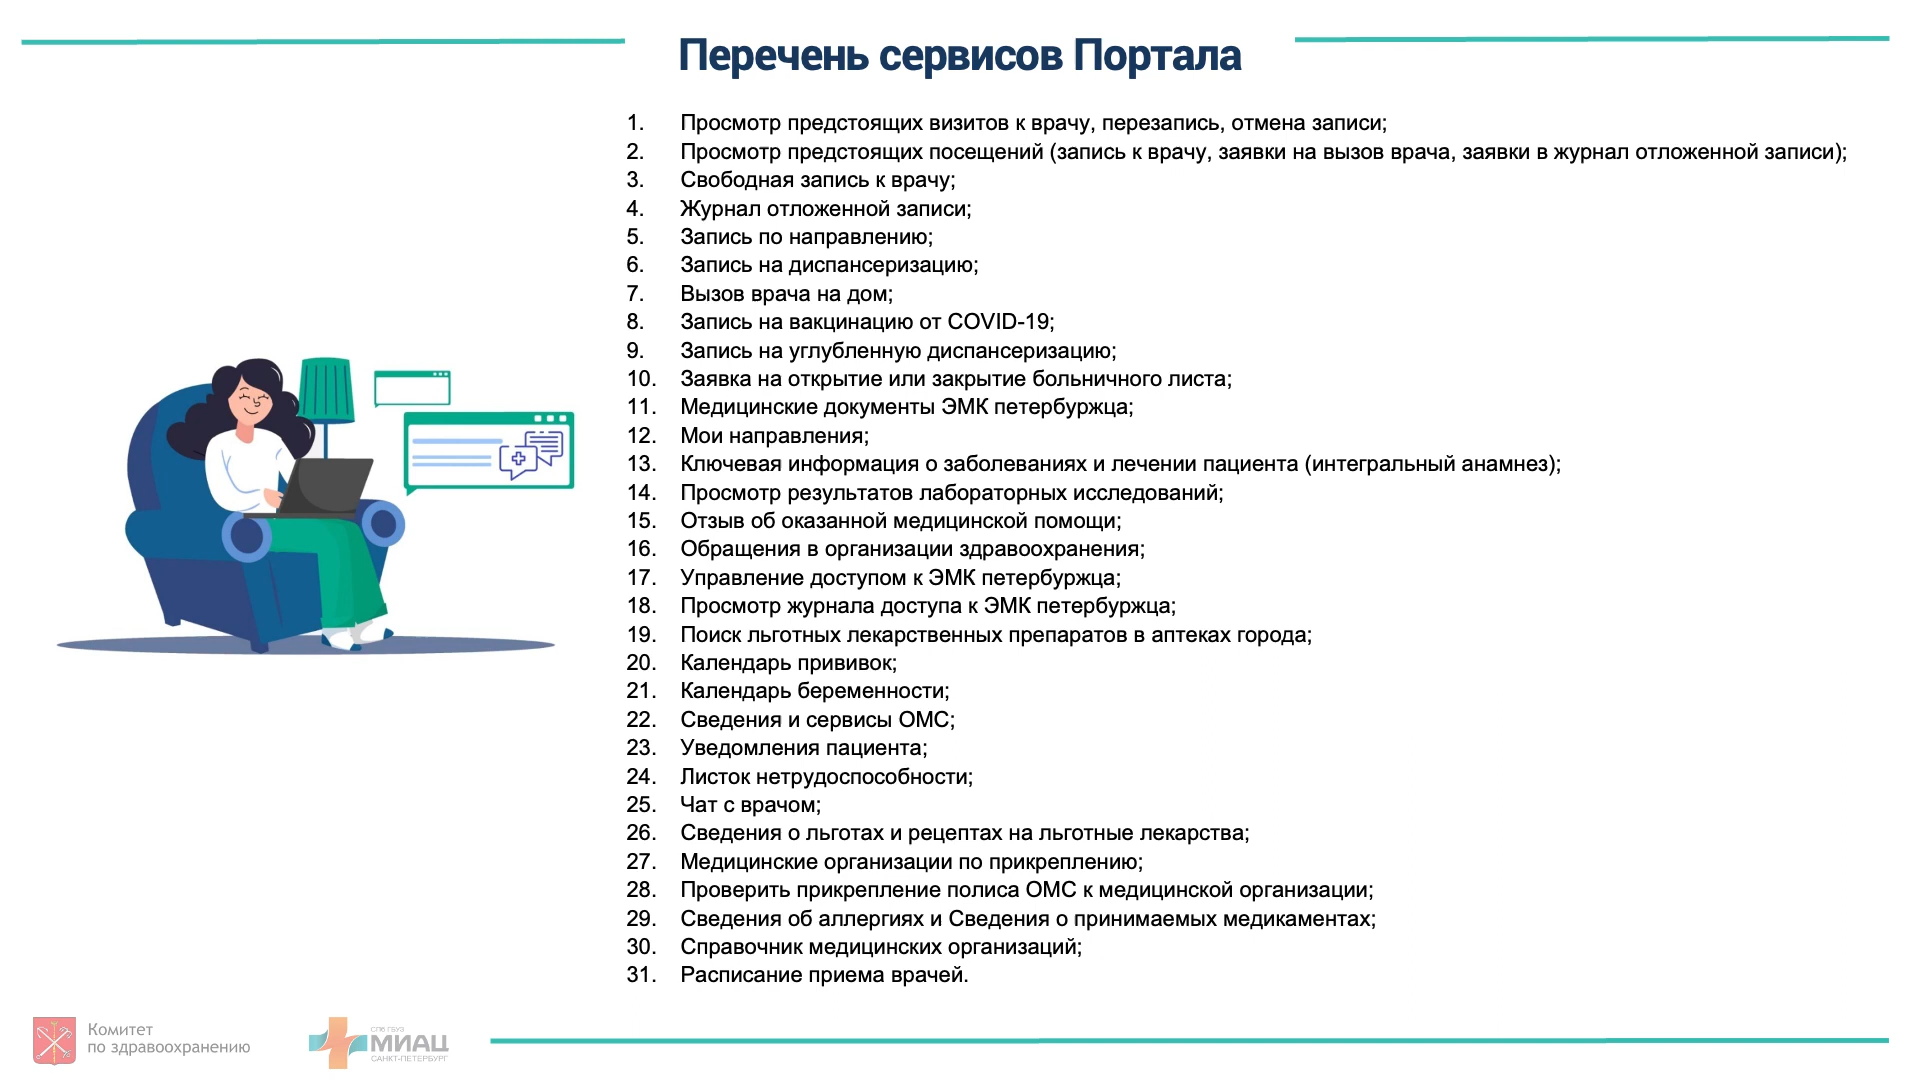 Перечень сервисов Портала
1. Просмотр предстоящих визитов к врачу, перезапись, отмена записи;
2. Просмотр предстоящих посещений (запись к врачу, заявки на вызов врача, заявки в журнал отложенной записи);
3. Свободная запись к врачу;
4. Журнал отложенной записи;
5. Запись по направлению;
6. Запись на диспансеризацию;
7. Вызов врача на дом;
8. Запись на вакцинацию от COVID-19;
9. Запись на углубленную диспансеризацию;
10. Заявка на открытие или закрытие больничного листа;
11. Медицинские документы ЭМК петербуржца;
12. Мои направления;
13. Ключевая информация о заболеваниях и лечении пациента (интегральный анамнез);
14. Просмотр результатов лабораторных исследований;
15. Отзыв об оказанной медицинской помощи;
16. Обращения в организации здравоохранения;
17. Управление доступом к ЭМК петербуржца;
18. Просмотр журнала доступа к ЭМК петербуржца;
19. Поиск льготных лекарственных препаратов в аптеках города;
20. Календарь прививок;
21. Календарь беременности;
22. Сведения и сервисы ОМС;
23. Уведомления пациента;
24. Листок нетрудоспособности;
25. Чат с врачом;
26. Сведения о льготах и рецептах на льготные лекарства;
27. Медицинские организации по прикреплению;
28. Проверить прикрепление полиса ОМС к медицинской организации;
29. Сведения об аллергиях и Сведения о принимаемых медикаментах;
30. Справочник медицинских организаций;
31. Расписание приема врачей.
Комитет
по здравоохранению
СПб ГБУЗ
МИАЦ
САНКТ-ПЕТЕРБУРГ